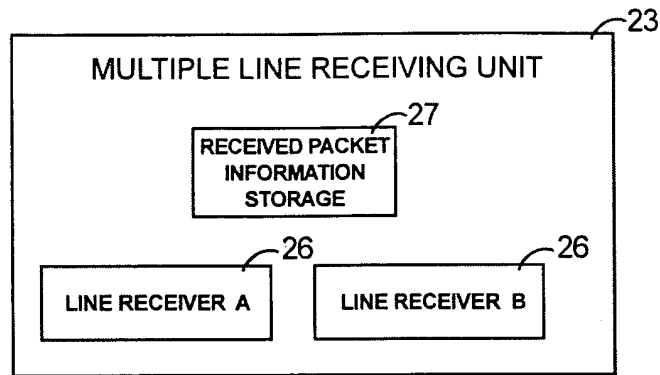 23
MULTIPLE LINE RECEIVING UNIT
27
RECEIVED PACKET
INFORMATION
STORAGE
26
26
LINE RECEIVER A
LINE RECEIVER B